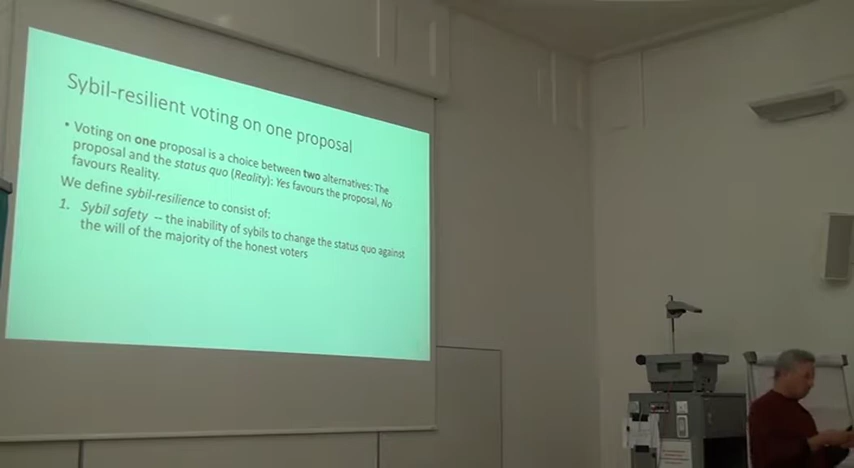 Sybil-resilient voting on one proposal
• Voting on one proposal is a choice between two alternatives: The
proposal and the status quo (Reality): Yes favours the proposal, No
favours Reality.
We define sybil-resilience to consist of:
1. Sybil safety -- the inability of sybils to change the status quo against
the will of the majority of the honest voters